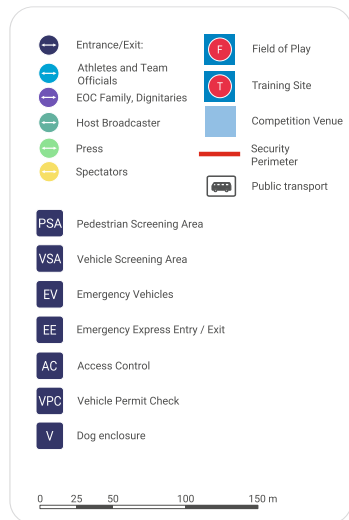 Entrance/Exit:
Athletes and Team
Officials
EOC Family, Dignitaries
Host Broadcaster
Press
Spectators
F Field of Play
T Training Site
Competition Venue
Security
Perimeter
Public transport
PSA Pedestrian Screening Area
VSA Vehicle Screening Area
EV Emergency Vehicles
EE Emergency Express Entry / Exit
AC Access Control
VPC Vehicle Permit Check
V Dog enclosure
0 25 50 100 150 m